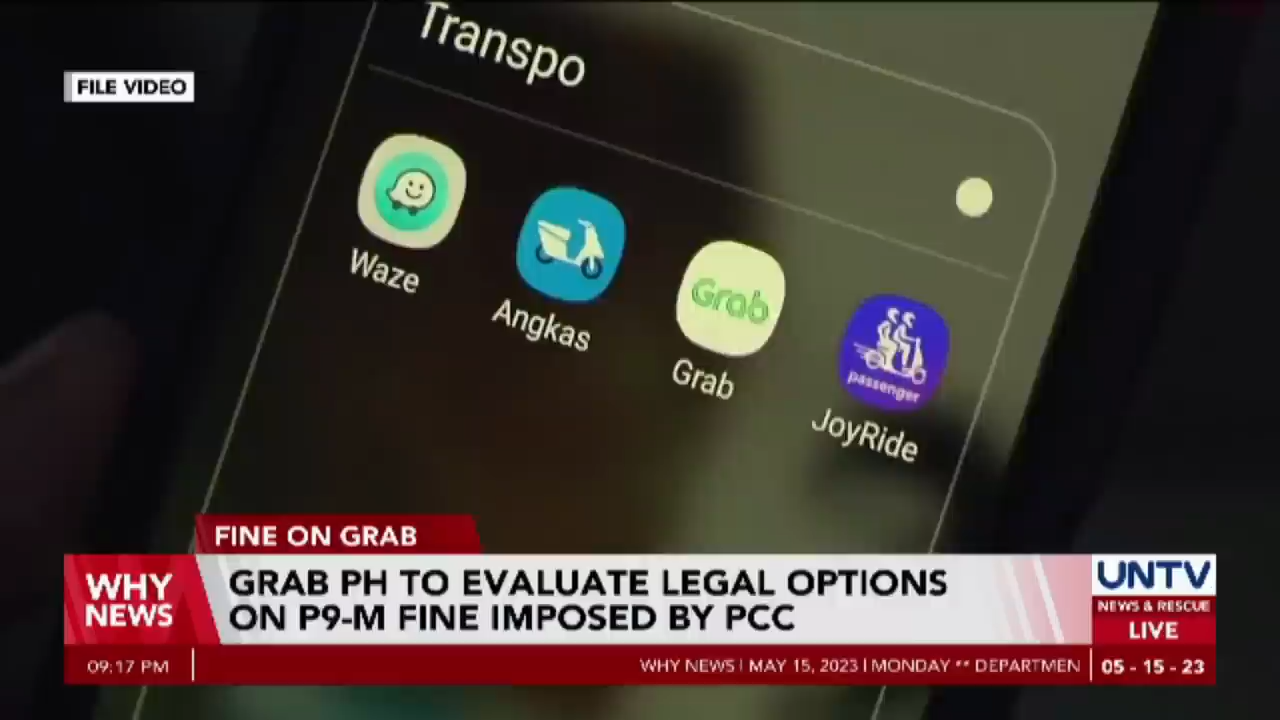 Transpo
FILE VIDEO
Waze
Angkas
Grab
Grab
passenger
JoyRide
FINE ON GRAB
WHY
NEWS
GRAB PH TO EVALUATE LEGAL OPTIONS
ON P9-M FINE IMPOSED BY PCC
UNTV
NEWS & RESCUE
LIVE
09:17 PM
WHY NEWS | MAY 15, 2023 | MONDAY ** DEPARTMEN
05 - 15 - 23